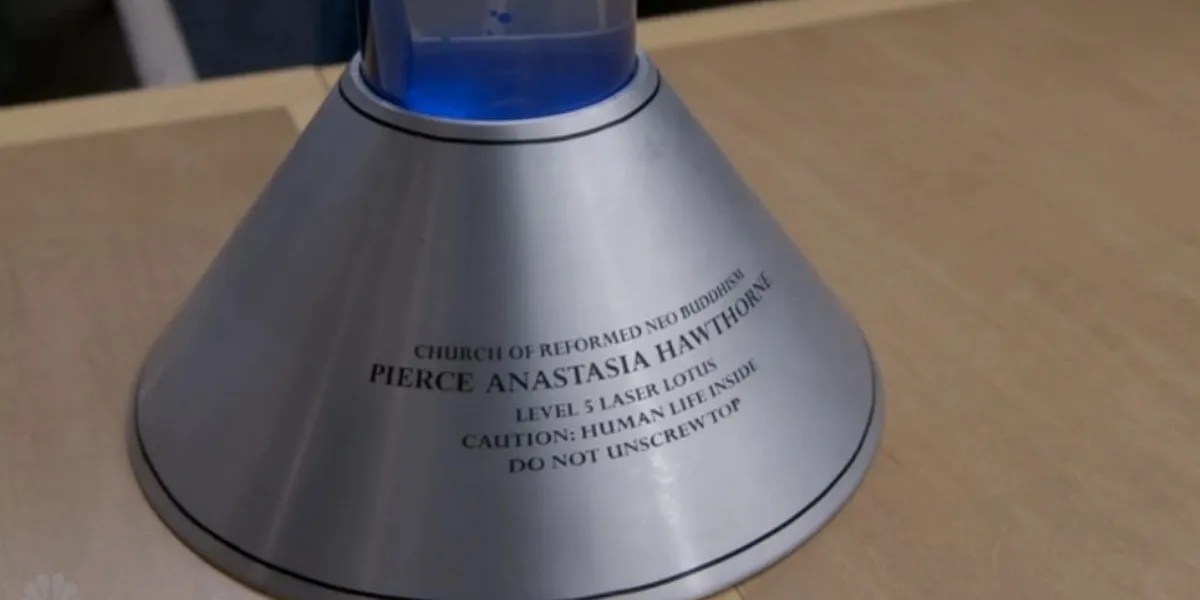 CHURCH OF REFORMED NEO BUDDHISM
PIERCE ANASTASIA HAWTHORNE
LEVEL 5 LASER LOTUS
CAUTION: HUMAN LIFE INSIDE
DO NOT UNSCREW TOP